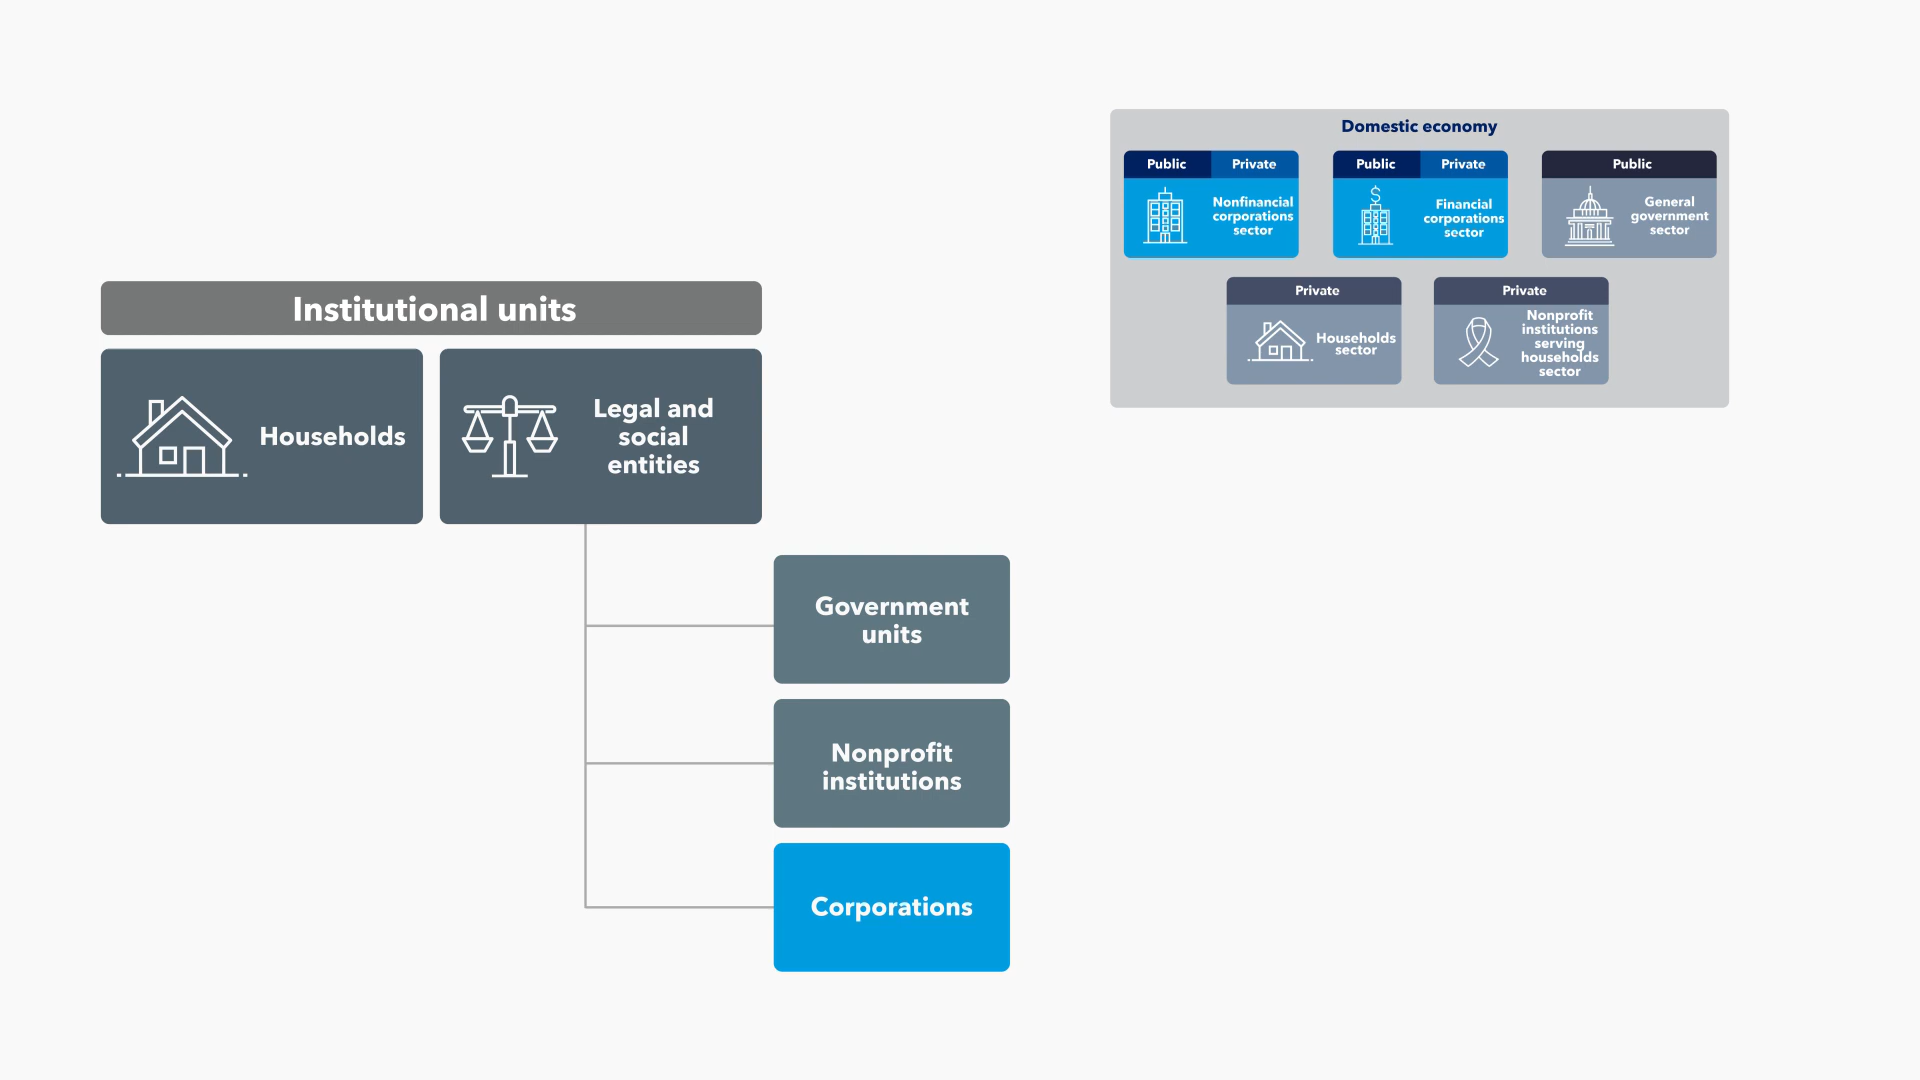 Institutional units
Households
Legal and
social
entities
Government
units
Nonprofit
institutions
Corporations
Domestic economy
Public
Private
Nonfinancial
corporations
sector
Public
Private
$
Financial
corporations
sector
Public
General
government
sector
Private
Households
sector
Private
Nonprofit
institutions
serving
households
sector